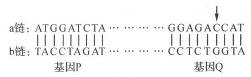 a链: ATGGATCTA … … … … GGAGACCAT
b链: TACCTAGAT … … … … CCTCTGGTA
基因P 基因Q